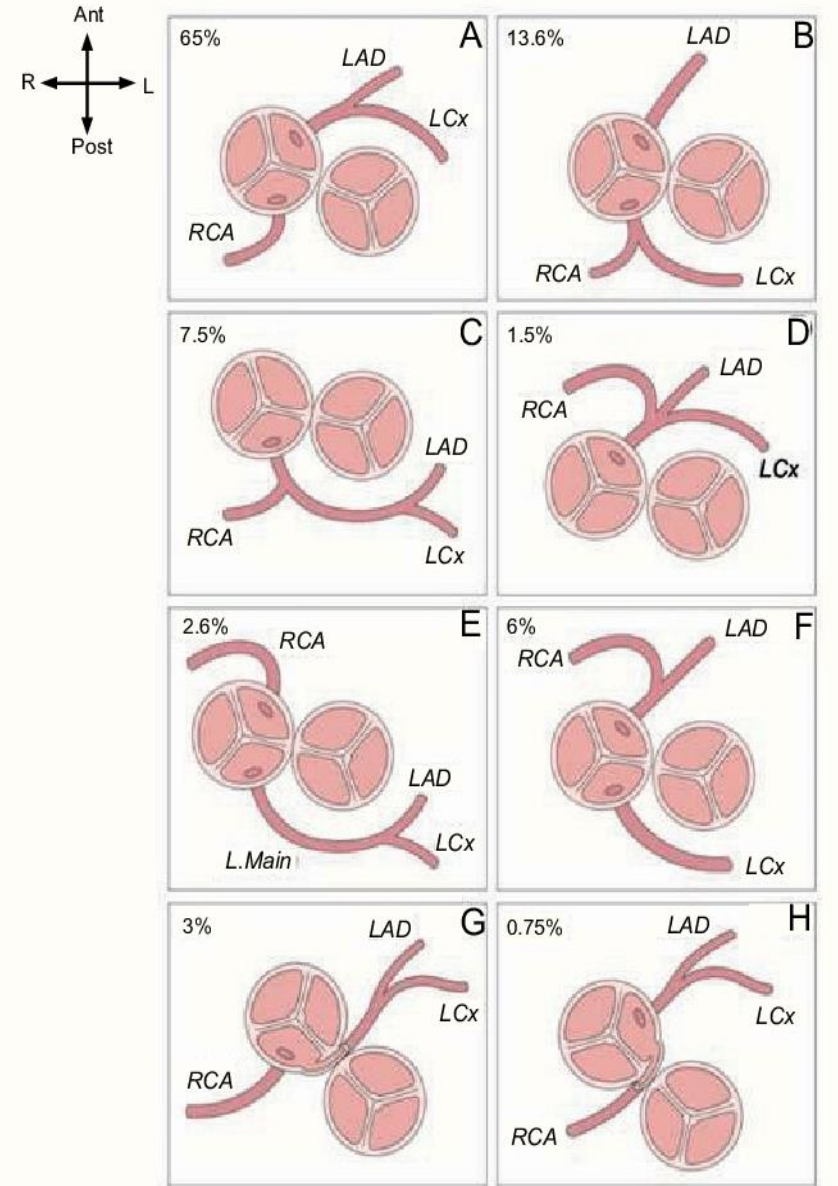 Ant
R L
Post
65% A
LAD
LCx
RCA
13.6% B
LAD
RCA
LCx
7.5% C
LAD
RCA
LCx
1.5% D
LAD
RCA
LCx
2.6% E
RCA
LAD
LCx
L.Main
6% F
LAD
RCA
LCx
3% G
LAD
LCx
RCA
0.75% H
LAD
LCx
RCA